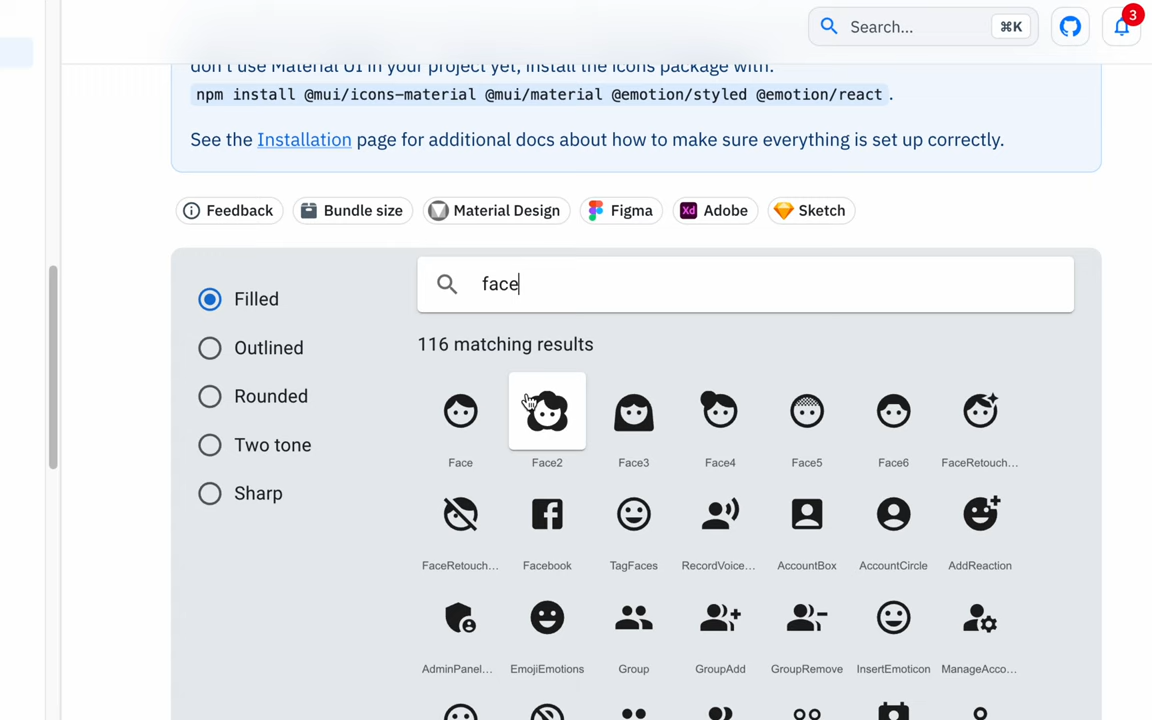 Search...
⌘K
3
don't use Material UI in your project yet, install the icons package with:
npm install @mui/icons-material @mui/material @emotion/styled @emotion/react.
See the Installation page for additional docs about how to make sure everything is set up correctly.
Feedback
Bundle size
Material Design
Figma
Xd Adobe
Sketch
Filled
Outlined
Rounded
Two tone
Sharp
face
116 matching results
Face
Face2
Face3
Face4
Face5
Face6
FaceRetouch...
FaceRetouch...
Facebook
TagFaces
RecordVoice...
AccountBox
AccountCircle
AddReaction
AdminPanel...
EmojiEmotions
Group
GroupAdd
GroupRemove
InsertEmoticon
ManageAcco...